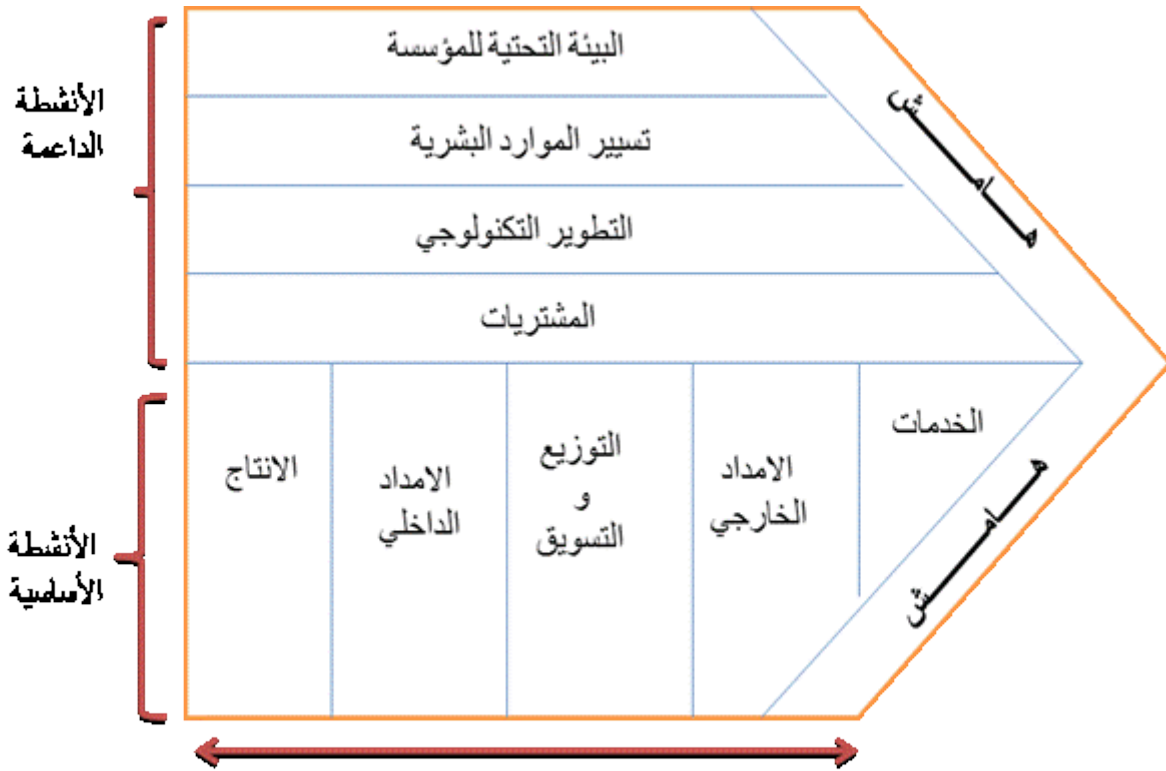 البيئة التحتية للمؤسسة
تسيير الموارد البشرية
التطوير التكنولوجي
المشتريات
الأنشطة
الداعمة
هامش
الخدمات
الامداد
الخارجي
التوزيع
و
التسويق
الامداد
الداخلي
الانتاج
الأنشطة
الأساسية
هامش